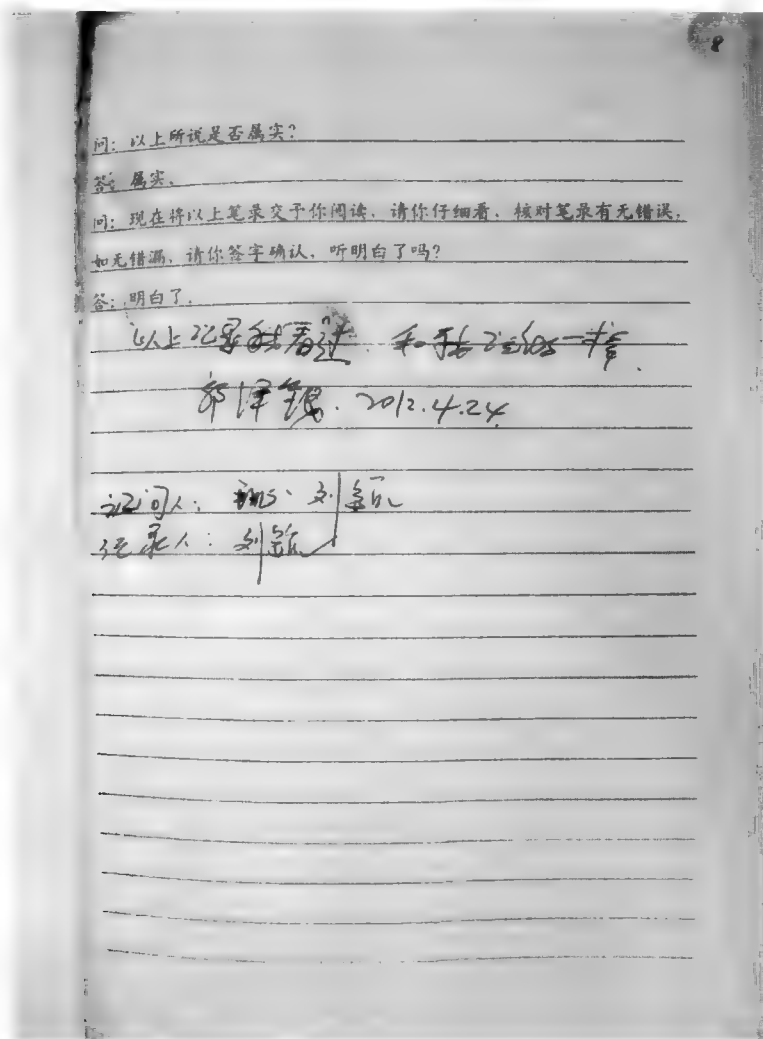 8
问：以上所说是否属实？
答：属实．
问：现在将以上笔录交于你阅读．请你仔细看．核对笔录有无错误．
如无错漏．请你签字确认．听明白了吗？
答：明白了．
以上记录我看过．和我说的一样．
2012.4.24.
询问人：刘
记录人：刘